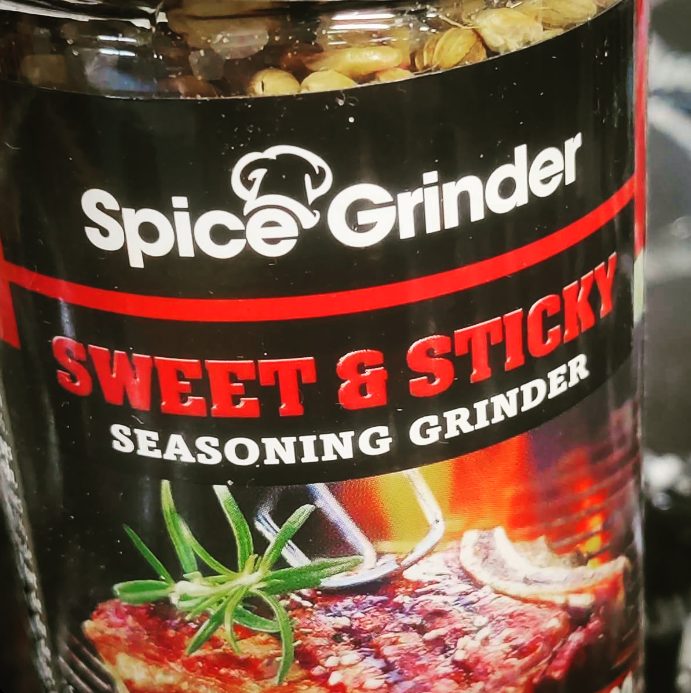 Spice Grinder
SWEET & STICKY
SEASONING GRINDER